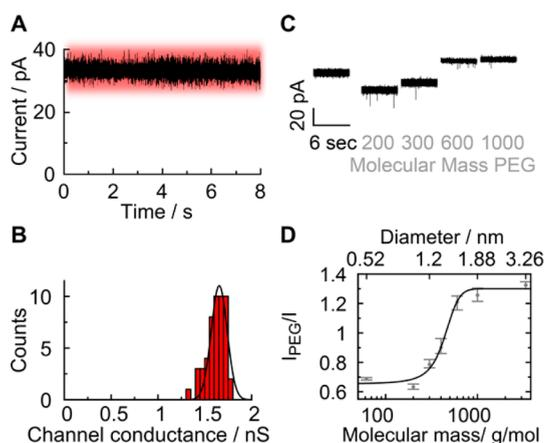 A
Current / pA
40
20
0
0 2 4 6 8
Time / s
B
Counts
10
5
0
0 0.5 1 1.5 2
Channel conductance / nS
C
20 pA
6 sec 200 300 600 1000
Molecular Mass PEG
D
Diameter / nm
0.52 1.2 1.88 3.26
I_PEG/I
1.4
1.2
1
0.8
0.6
100 1000
Molecular mass/ g/mol